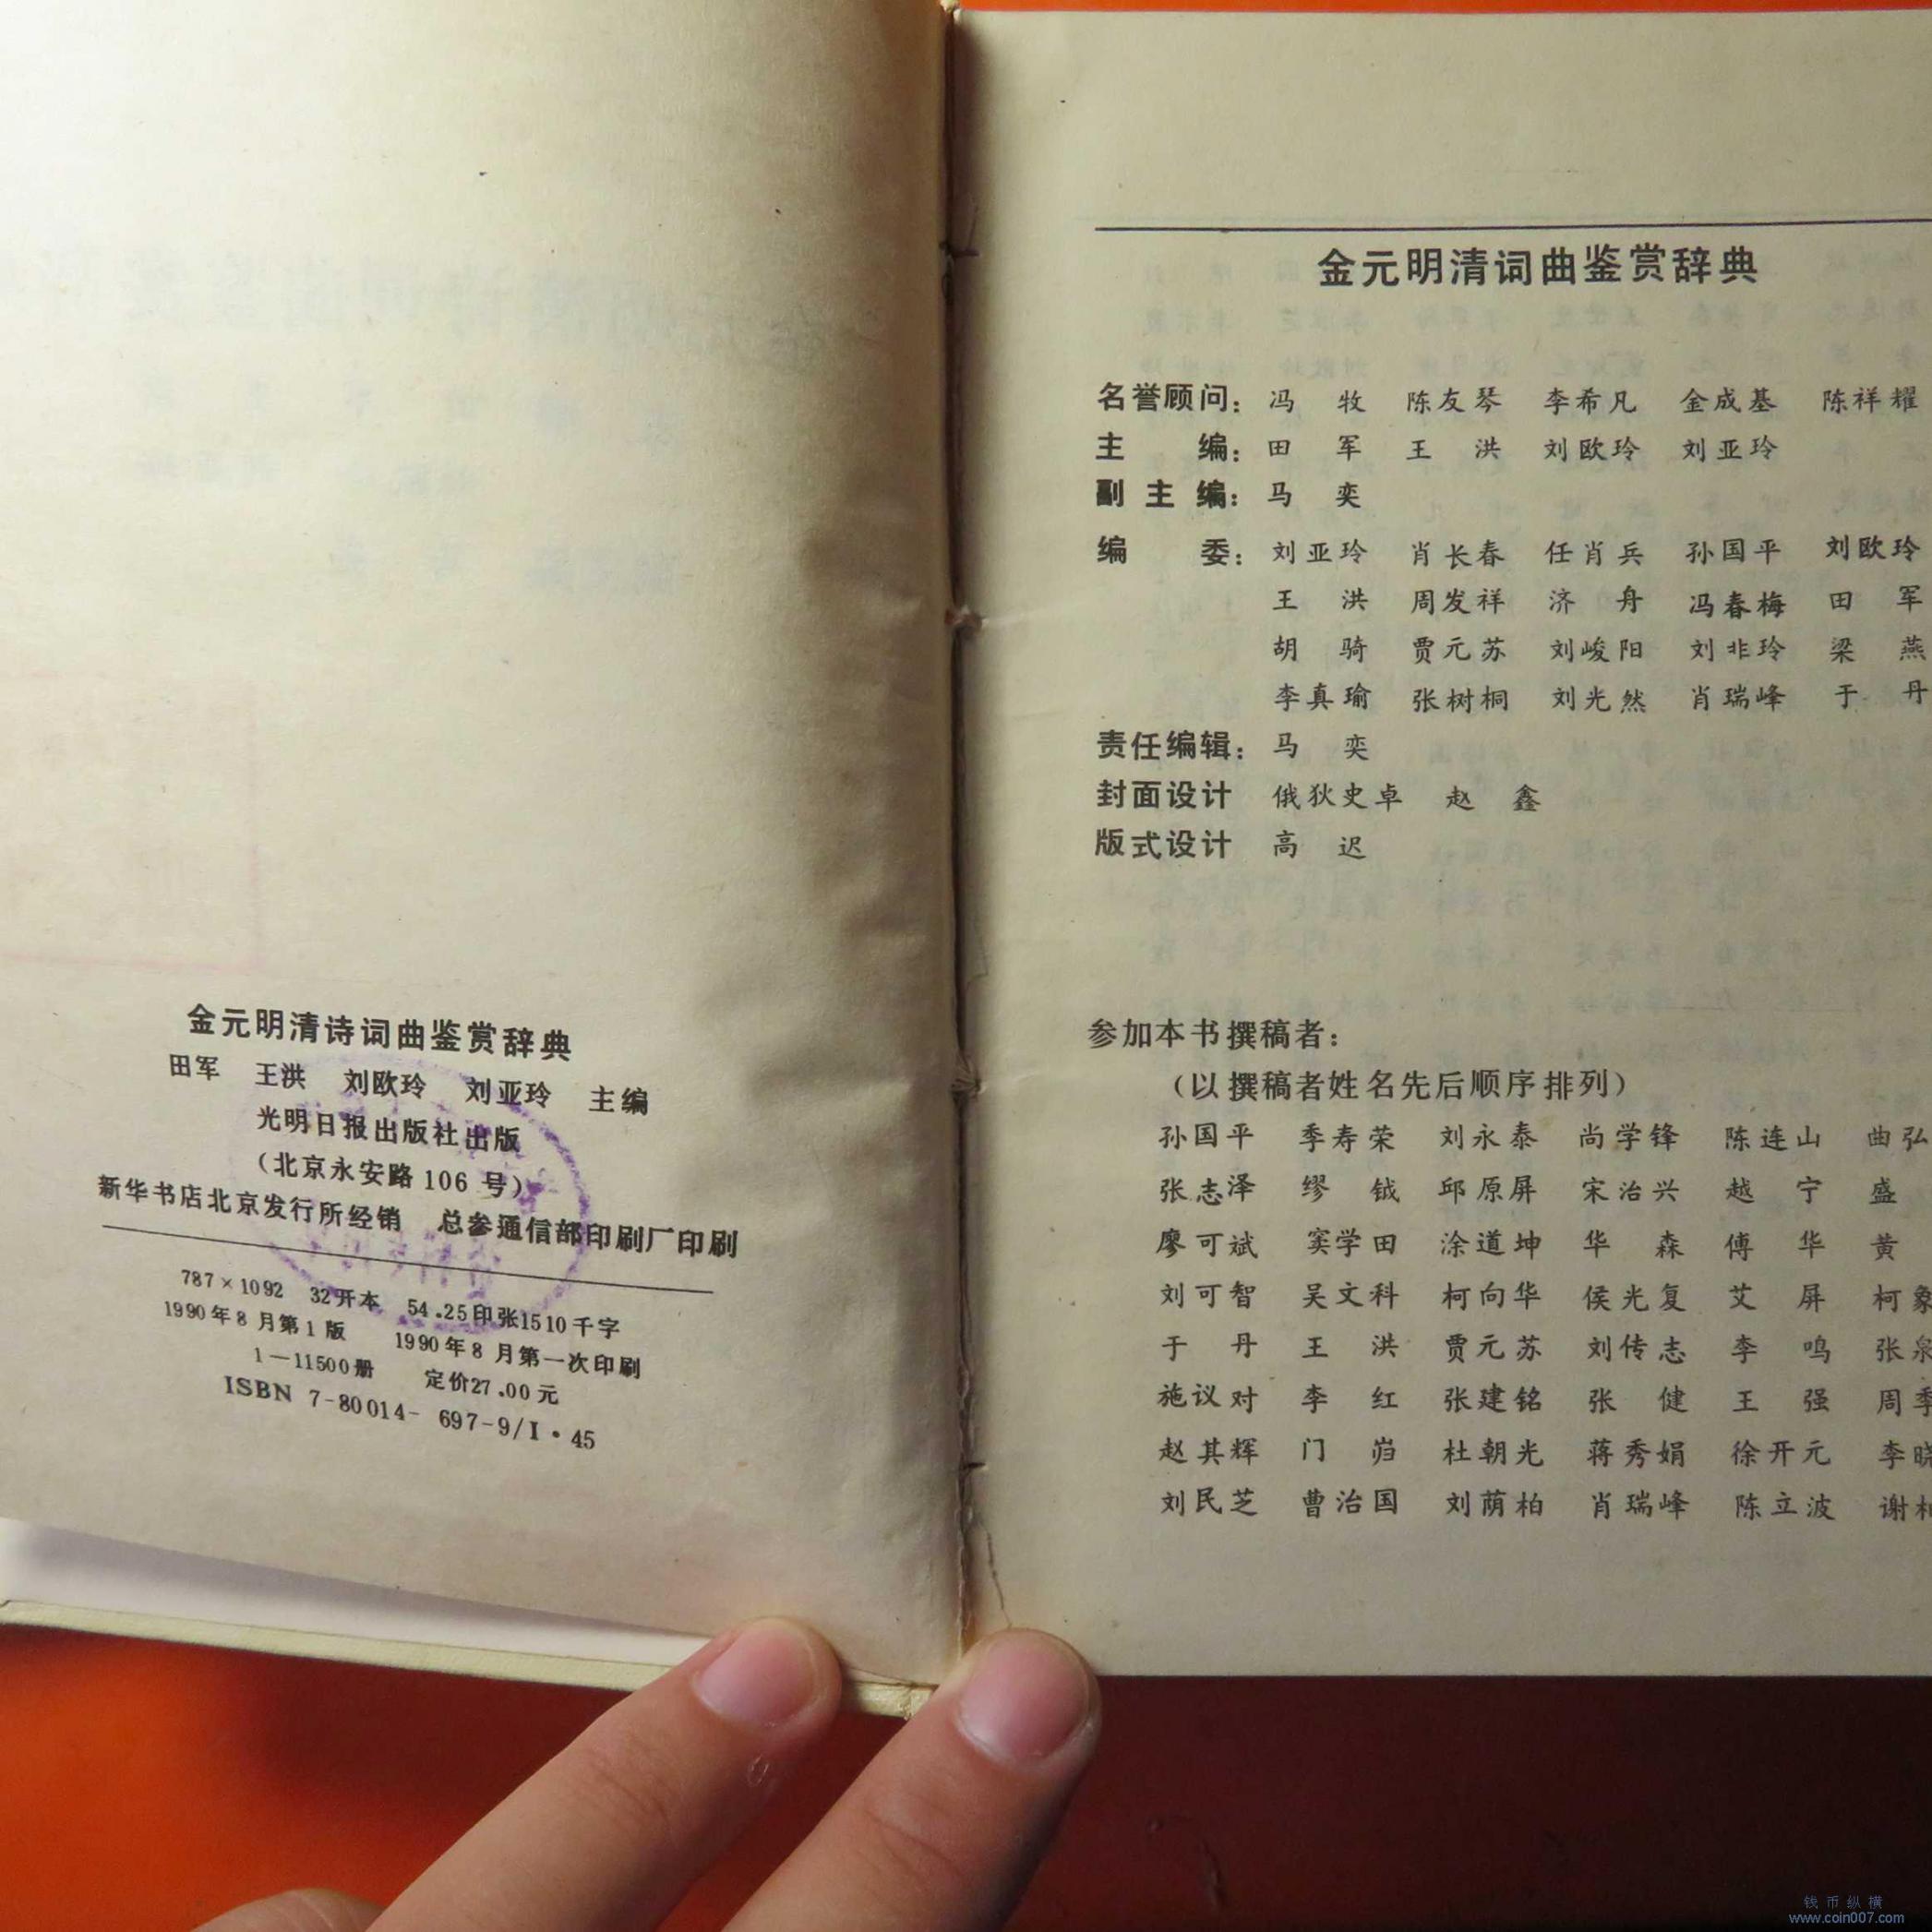 金元明清诗词曲鉴赏辞典
田军 王洪 刘欧玲 刘亚玲 主编
光明日报出版社出版
(北京永安路106号)
新华书店北京发行所经销 总参通信部印刷厂印刷
787×1092 32开本 54.25印张1510千字
1990年8月第1版 1990年8月第一次印刷
1—11500册 定价27.00元
ISBN 7-80014-697-9/I·45
金元明清词曲鉴赏辞典
名誉顾问：冯 牧 陈友琴 李希凡 金成基 陈祥耀
主 编：田 军 王 洪 刘欧玲 刘亚玲
副 主 编：马 奕
编 委：刘亚玲 肖长春 任肖兵 孙国平 刘欧玲
王 洪 周发祥 济 舟 冯春梅 田 军
胡 骑 贾元苏 刘峻阳 刘非玲 梁 燕
李真瑜 张树桐 刘光然 肖瑞峰 于 丹
责任编辑：马 奕
封面设计 俄狄史卓 赵 鑫
版式设计 高 迟
参加本书撰稿者：
（以撰稿者姓名先后顺序排列）
孙国平 季寿荣 刘永泰 尚学锋 陈连山 曲弘
张志泽 缪 钺 邱原屏 宋治兴 越 宁 盛
廖可斌 窦学田 涂道坤 华 森 傅 华 黄
刘可智 吴文科 柯向华 侯光复 艾 屏 柯象
于 丹 王 洪 贾元苏 刘传志 李 鸣 张泉
施议对 李 红 张建铭 张 健 王 强 周季
赵其辉 门 岿 杜朝光 蒋秀娟 徐开元 李晓
刘民芝 曹治国 刘荫柏 肖瑞峰 陈立波 谢柏
钱币纵横
www.coin007.com